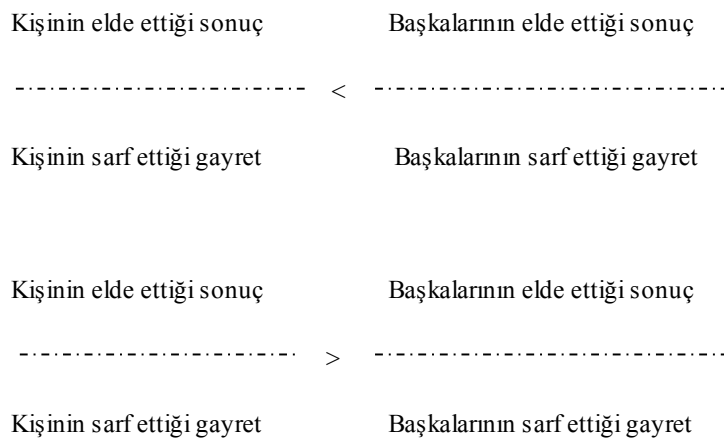 Kişinin elde ettiği sonuç Başkalarının elde ettiği sonuç
<
Kişinin sarf ettiği gayret Başkalarının sarf ettiği gayret
Kişinin elde ettiği sonuç Başkalarının elde ettiği sonuç
>
Kişinin sarf ettiği gayret Başkalarının sarf ettiği gayret